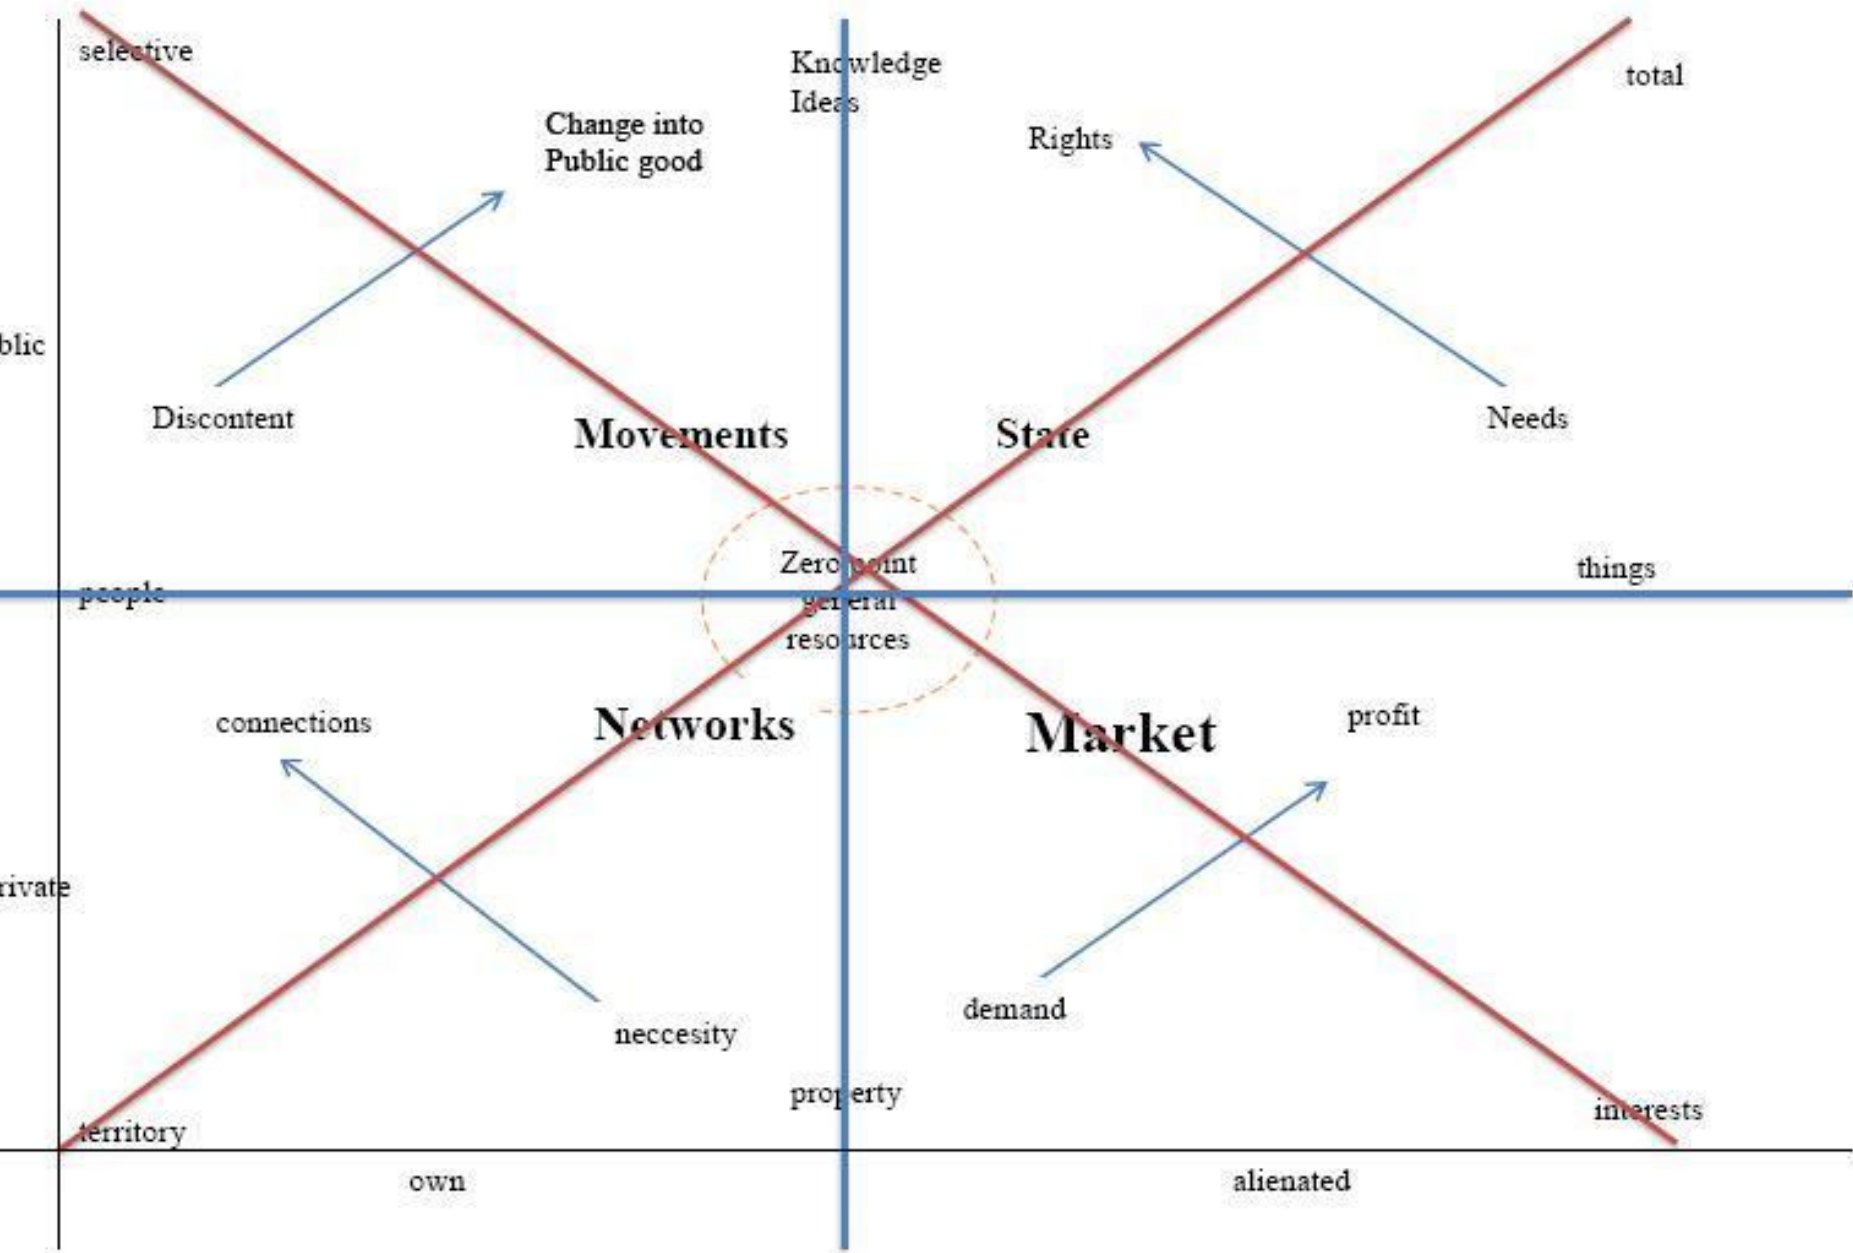 selective
Knowledge
Ideas
total
Change into
Public good
Rights
blic
Discontent
Movements
State
Needs
Zero point
things
people
general
resources
connections
Networks
Market
profit
rivate
demand
neccesity
property
interests
territory
own
alienated